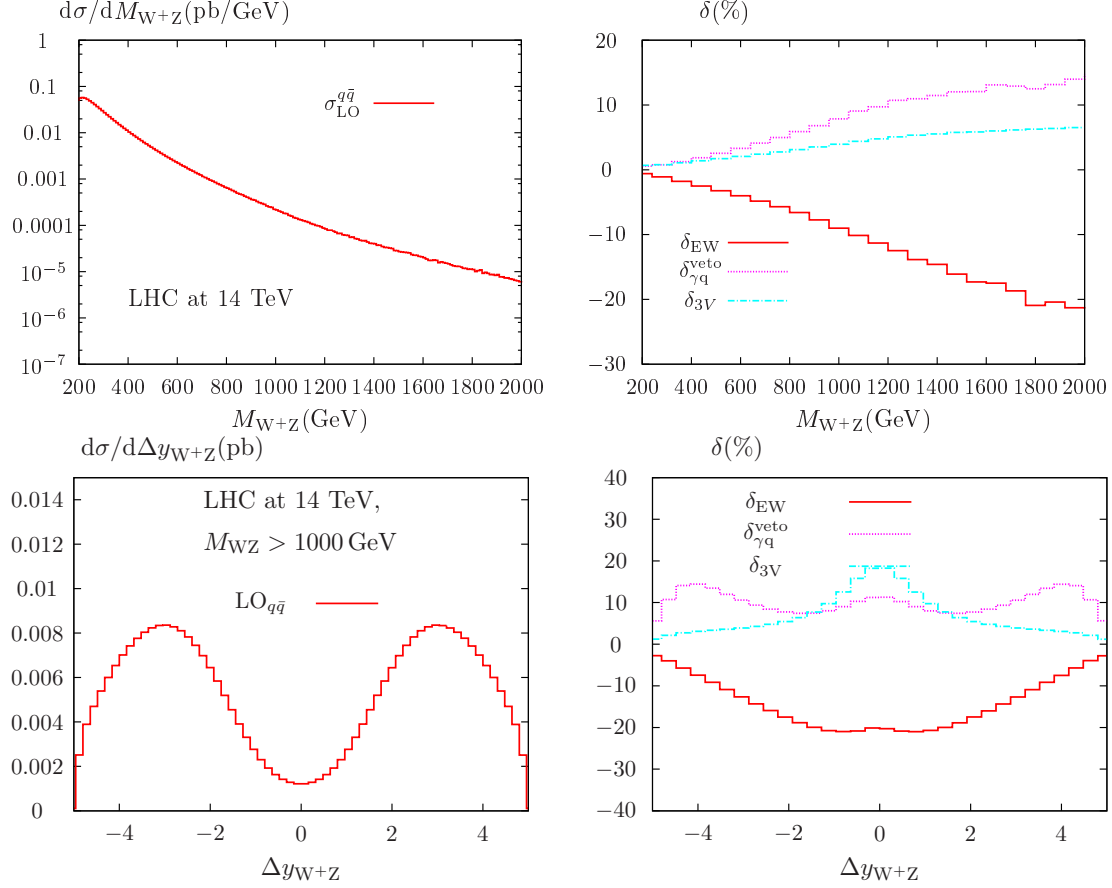 dσ/dM_{W+Z}(pb/GeV)
1
0.1
0.01
0.001
0.0001
10^{−5}
10^{−6}
10^{−7}
σ_{LO}^{qq̄}
LHC at 14 TeV
200 400 600 800 1000 1200 1400 1600 1800 2000
M_{W+Z}(GeV)
δ(%)
20
10
0
−10
−20
−30
δ_{EW}
δ_{γq}^{veto}
δ_{3V}
200 400 600 800 1000 1200 1400 1600 1800 2000
M_{W+Z}(GeV)
dσ/dΔy_{W+Z}(pb)
0.014
0.012
0.01
0.008
0.006
0.004
0.002
0
LHC at 14 TeV,
M_{WZ} > 1000 GeV
LO_{qq̄}
−4 −2 0 2 4
Δy_{W+Z}
δ(%)
40
30
20
10
0
−10
−20
−30
−40
δ_{EW}
δ_{γq}^{veto}
δ_{3V}
−4 −2 0 2 4
Δy_{W+Z}